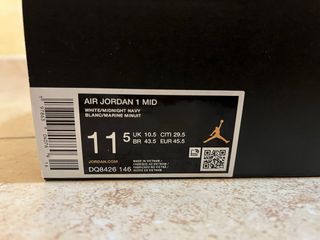 AIR JORDAN 1 MID
WHITE/MIDNIGHT NAVY
BLANC/MARINE MINUIT
11 5
UK 10.5 CM 29.5
BR 43.5 EUR 45.5
JORDAN.COM
DQ8426 146
MADE IN VIETNAM